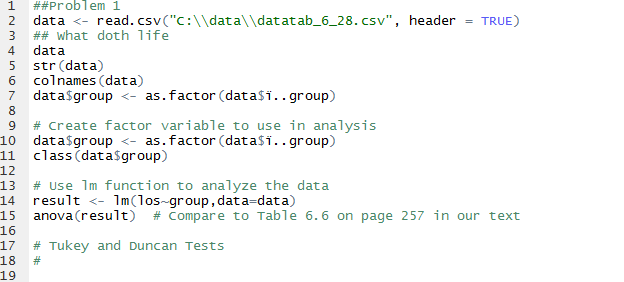 1 ##Problem 1
2 data <- read.csv("C:\\data\\datatab_6_28.csv", header = TRUE)
3 ## What doth life
4 data
5 str(data)
6 colnames(data)
7 data$group <- as.factor(data$ï..group)
8
9 # Create factor variable to use in analysis
10 data$group <- as.factor(data$ï..group)
11 class(data$group)
12
13 # Use lm function to analyze the data
14 result <- lm(los~group,data=data)
15 anova(result)  # Compare to Table 6.6 on page 257 in our text
16
17 # Tukey and Duncan Tests
18 #
19